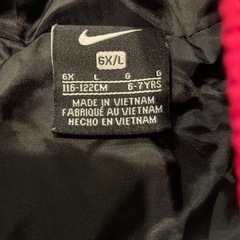 6X/L
6X L G G
116-122CM 6-7YRS
MADE IN VIETNAM
FABRIQUÉ AU VIETNAM
HECHO EN VIETNAM